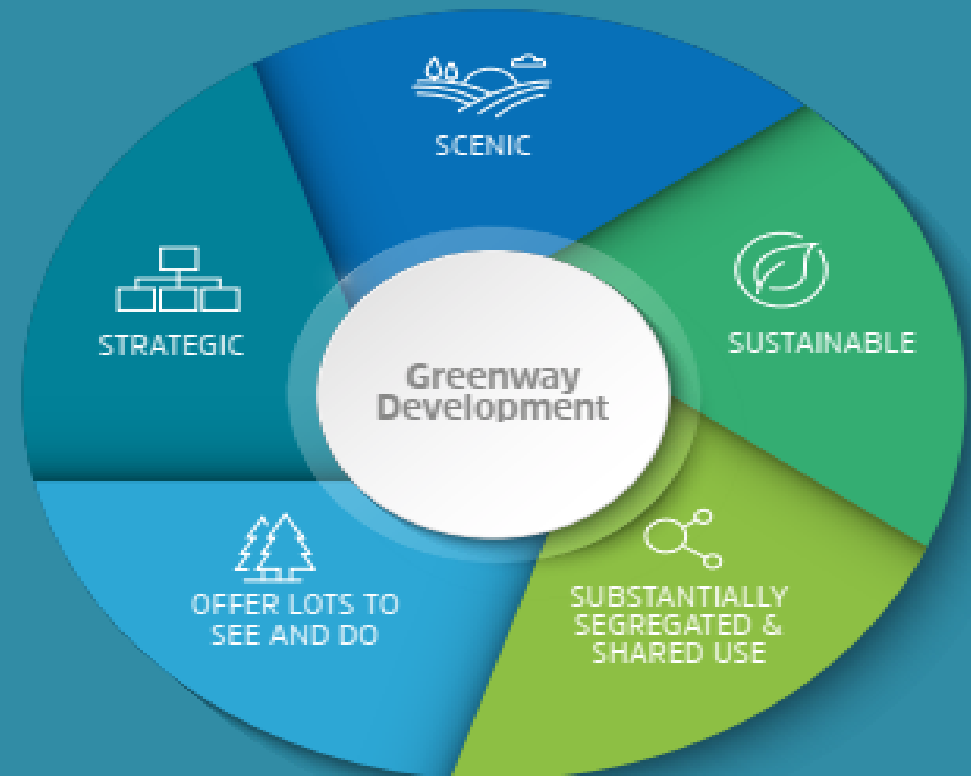 SCENIC
STRATEGIC
SUSTAINABLE
Greenway
Development
OFFER LOTS TO
SEE AND DO
SUBSTANTIALLY
SEGREGATED &
SHARED USE